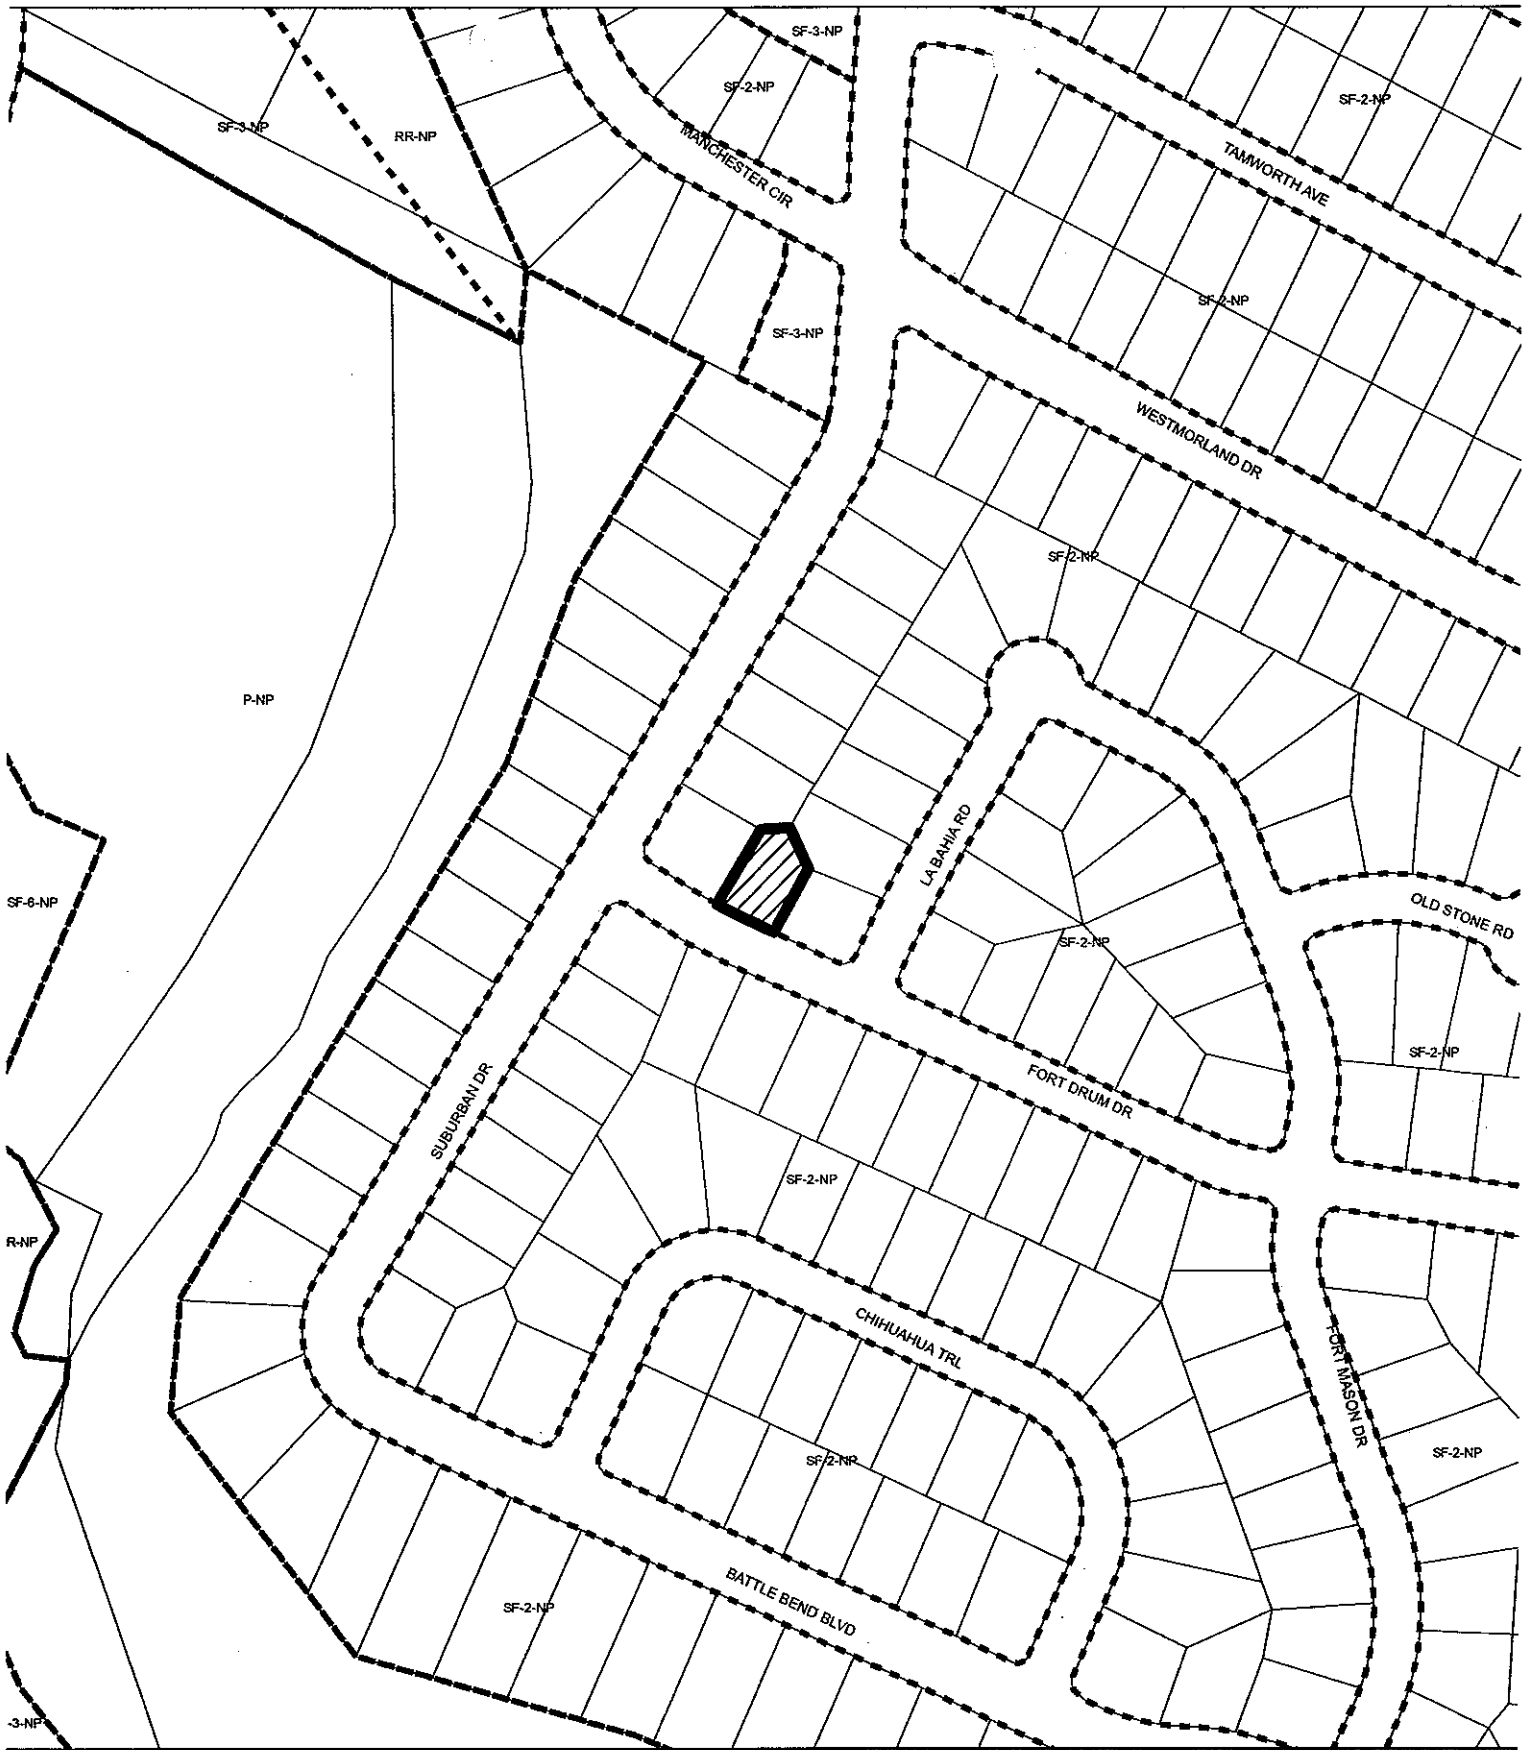 SF-3-NP
SF-2-NP
SF-2-NP
SF-3-NP
RR-NP
MANCHESTER CIR
TAMWORTH AVE
SF-2-NP
SF-3-NP
WESTMORLAND DR
SF-2-NP
P-NP
LA BAHIA RD
SF-6-NP
OLD STONE RD
SF-2-NP
SF-2-NP
SUBURBAN DR
FORT DRUM DR
SF-2-NP
R-NP
CHIHUAHUA TRL
FORT MASON DR
SF-2-NP
SF-2-NP
BATTLE BEND BLVD
SF-2-NP
-3-NP